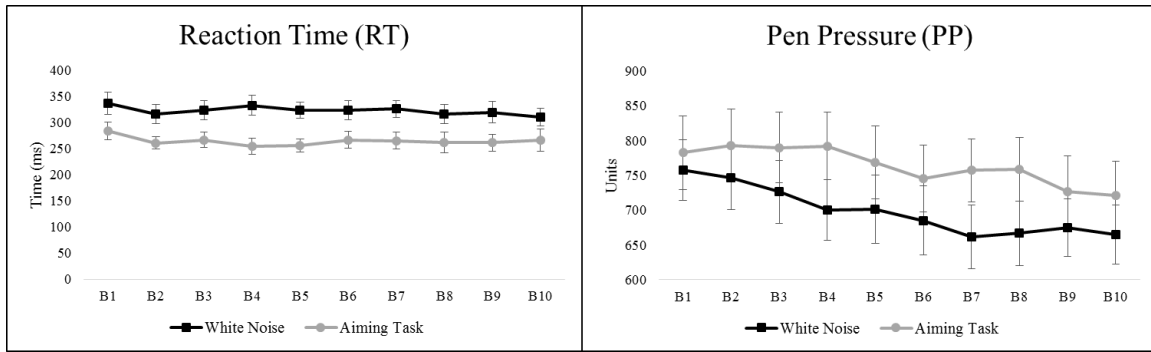 Reaction Time (RT)
400
350
300
250
200
150
100
50
0
Time (ms)
B1 B2 B3 B4 B5 B6 B7 B8 B9 B10
White Noise Aiming Task
Pen Pressure (PP)
900
850
800
750
700
650
600
Units
B1 B2 B3 B4 B5 B6 B7 B8 B9 B10
White Noise Aiming Task